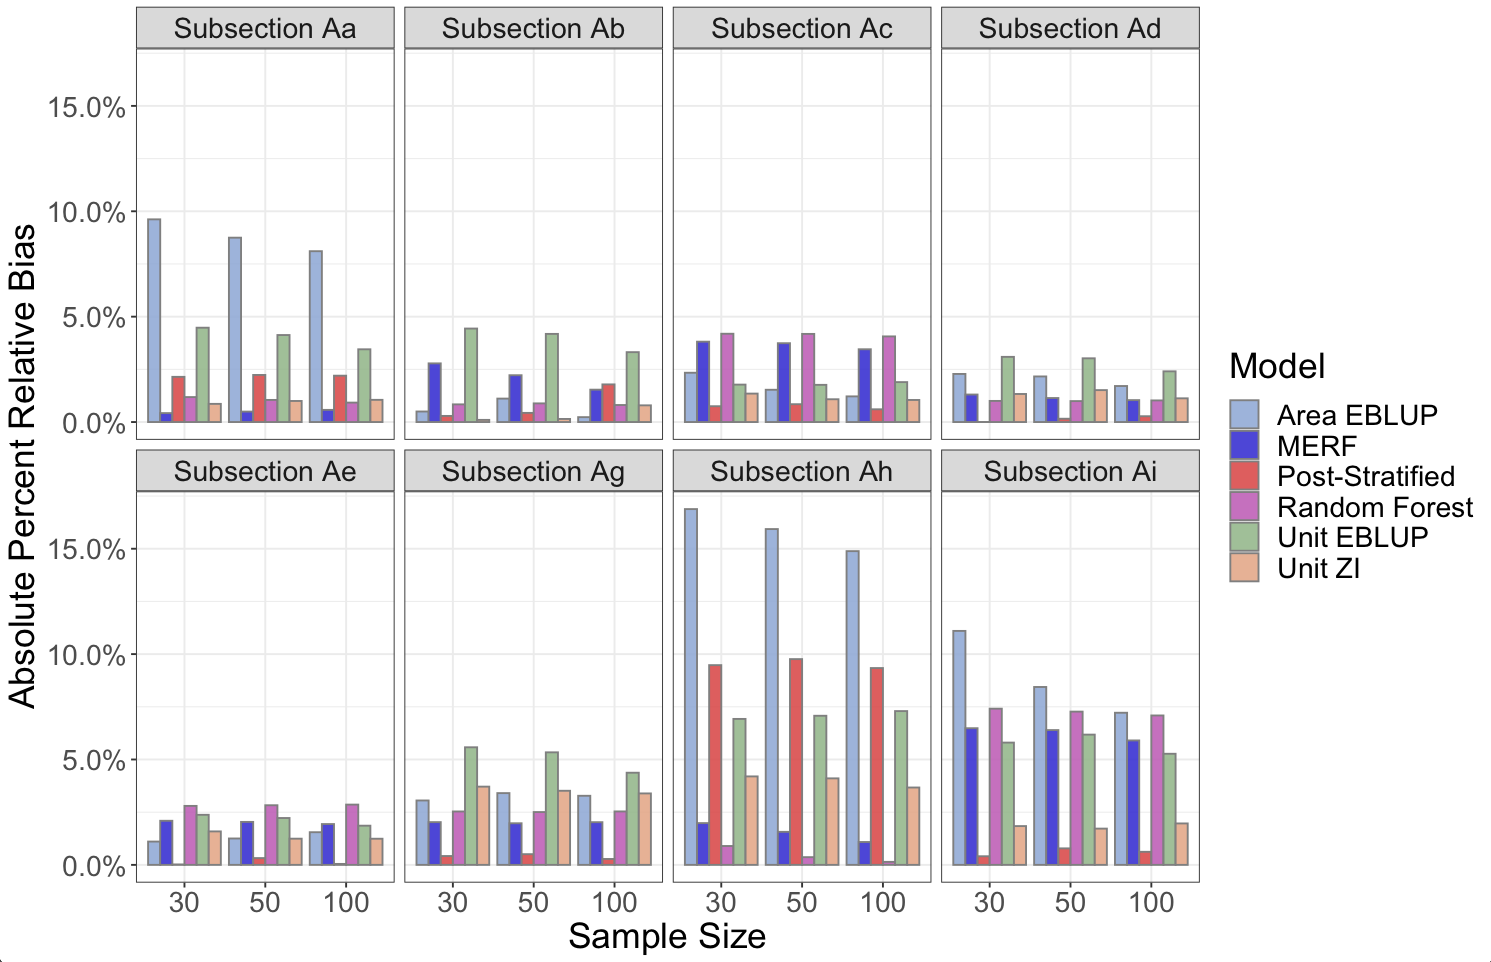 Subsection Aa
Subsection Ab
Subsection Ac
Subsection Ad
15.0%
10.0%
5.0%
0.0%
Subsection Ae
Subsection Ag
Subsection Ah
Subsection Ai
15.0%
10.0%
5.0%
0.0%
30 50 100
30 50 100
30 50 100
30 50 100
Sample Size
Absolute Percent Relative Bias
Model
Area EBLUP
MERF
Post-Stratified
Random Forest
Unit EBLUP
Unit ZI